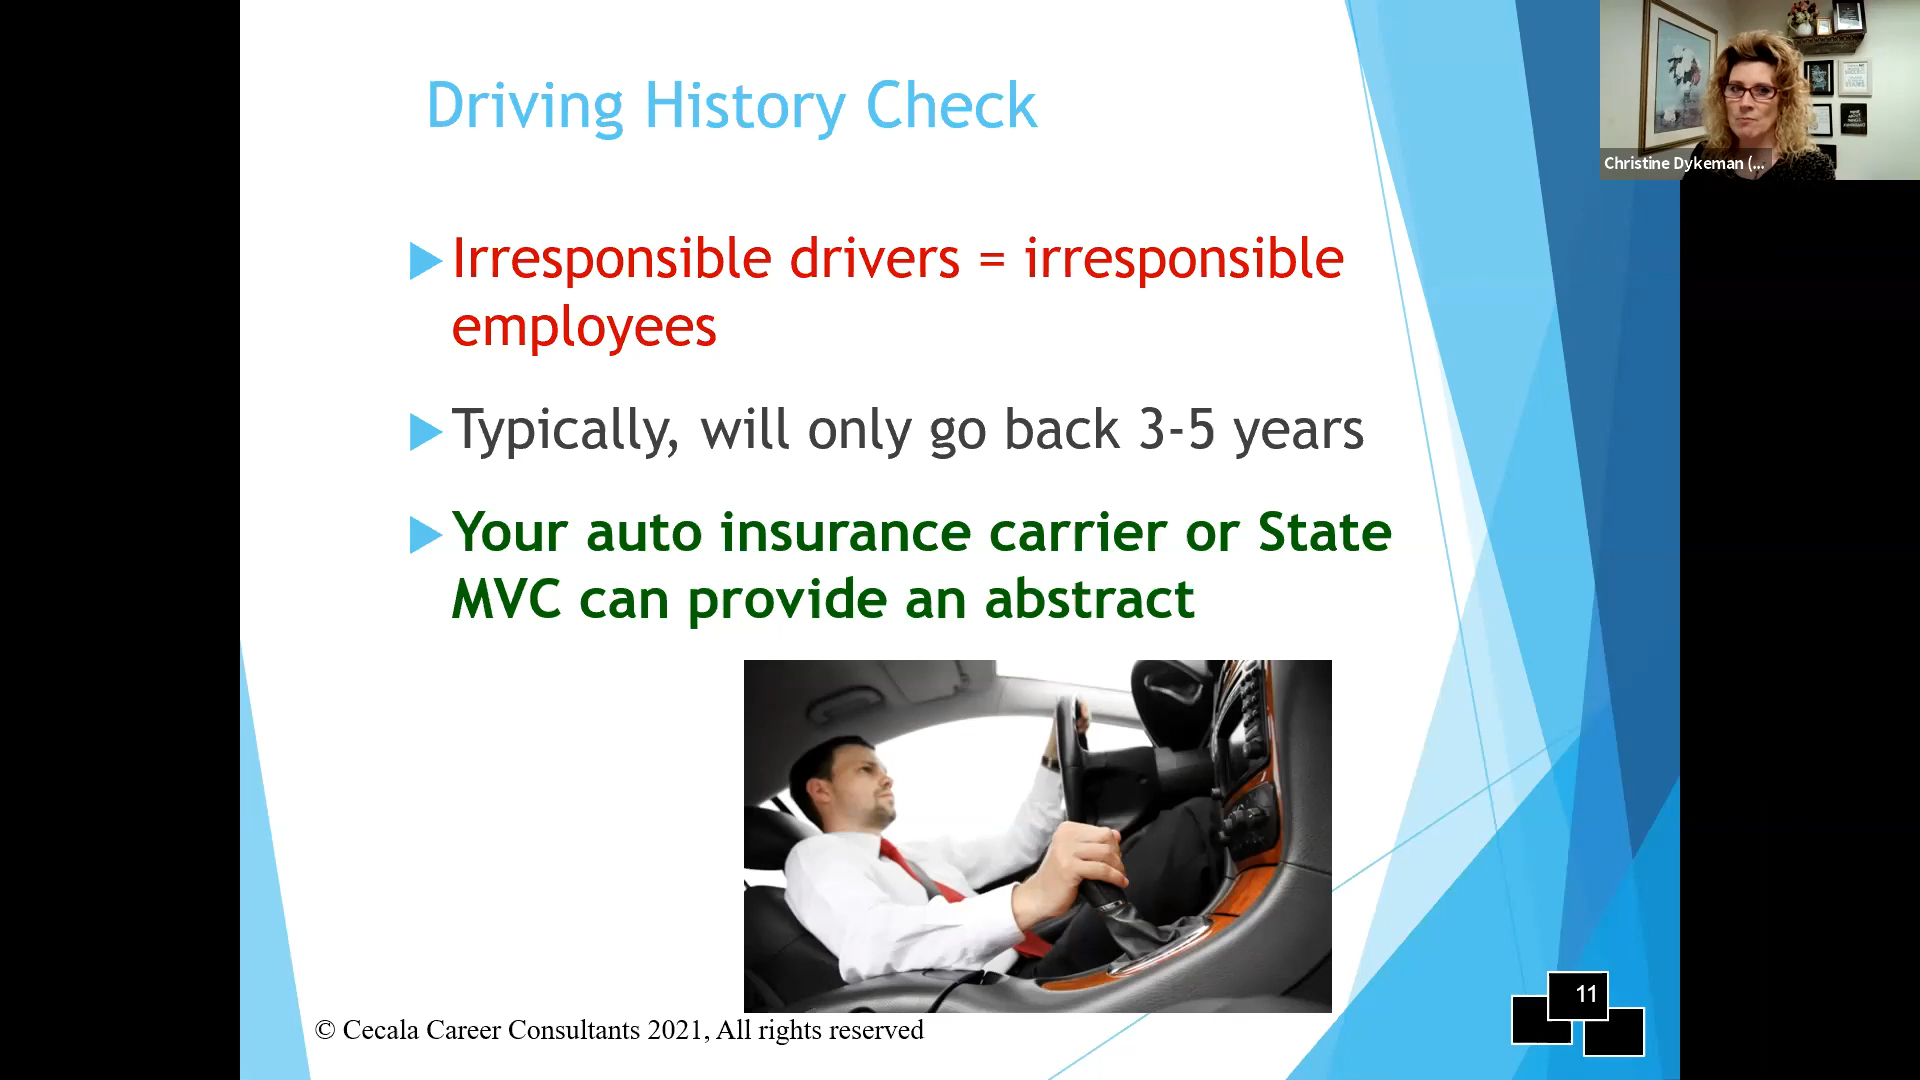 Driving History Check
Irresponsible drivers = irresponsible
employees
Typically, will only go back 3-5 years
Your auto insurance carrier or State
MVC can provide an abstract
© Cecala Career Consultants 2021, All rights reserved
11
Christine Dykeman (...